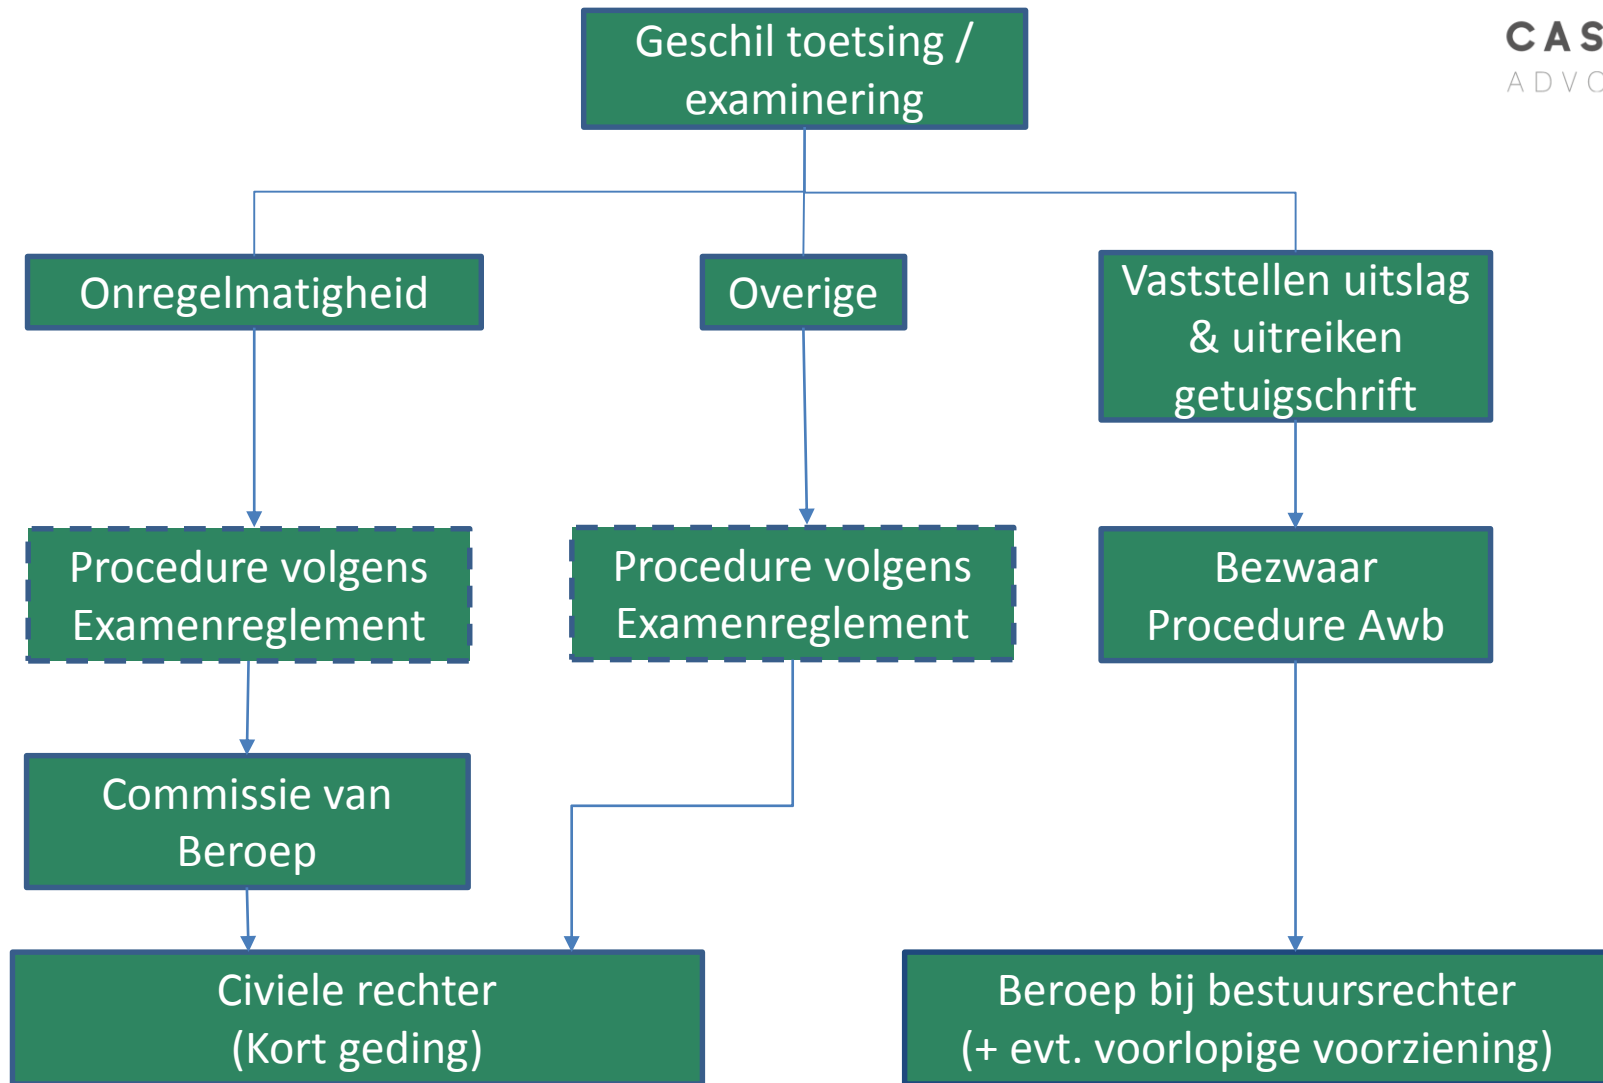 Geschil toetsing /
examinering
CAS
ADVO
Onregelmatigheid
Overige
Vaststellen uitslag
& uitreiken
getuigschrift
Procedure volgens
Examenreglement
Procedure volgens
Examenreglement
Bezwaar
Procedure Awb
Commissie van
Beroep
Civiele rechter
(Kort geding)
Beroep bij bestuursrechter
(+ evt. voorlopige voorziening)